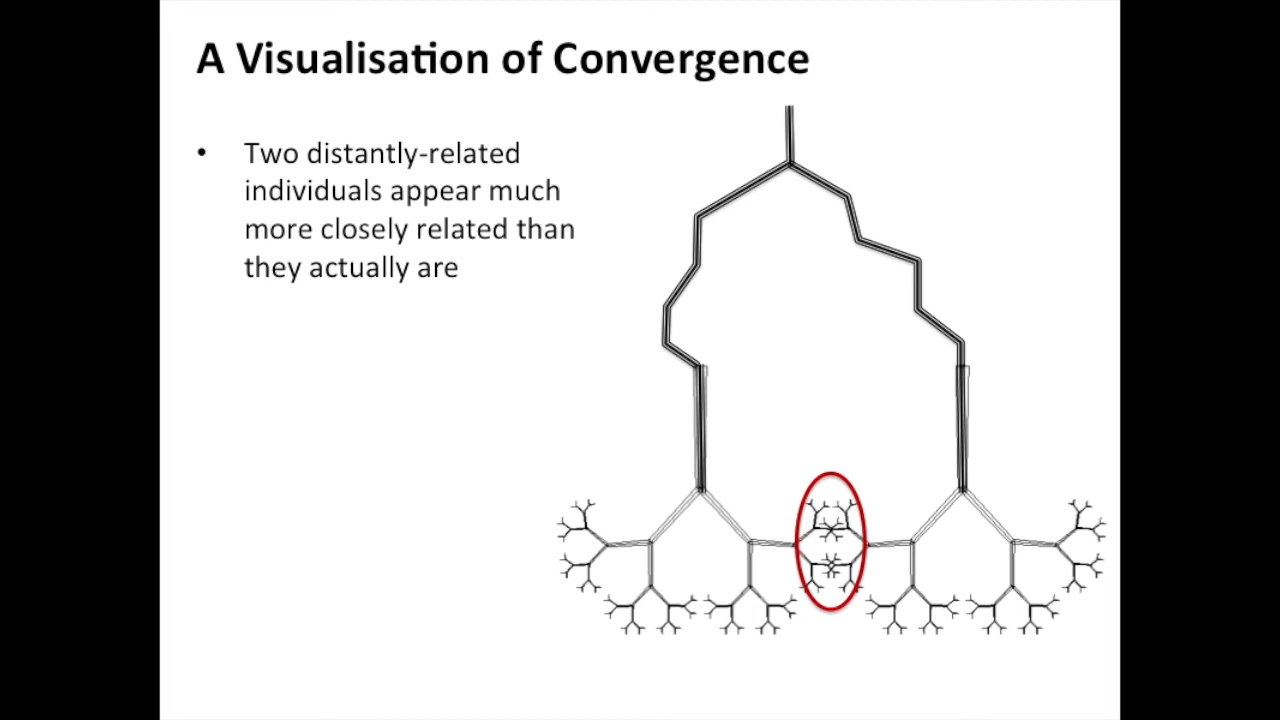 A Visualisation of Convergence
• Two distantly-related
individuals appear much
more closely related than
they actually are